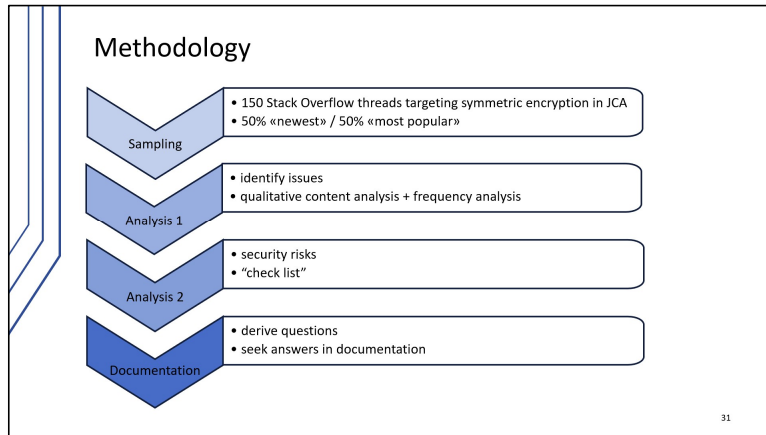 Methodology
Sampling
• 150 Stack Overflow threads targeting symmetric encryption in JCA
• 50% «newest» / 50% «most popular»
Analysis 1
• identify issues
• qualitative content analysis + frequency analysis
Analysis 2
• security risks
• “check list”
Documentation
• derive questions
• seek answers in documentation
31